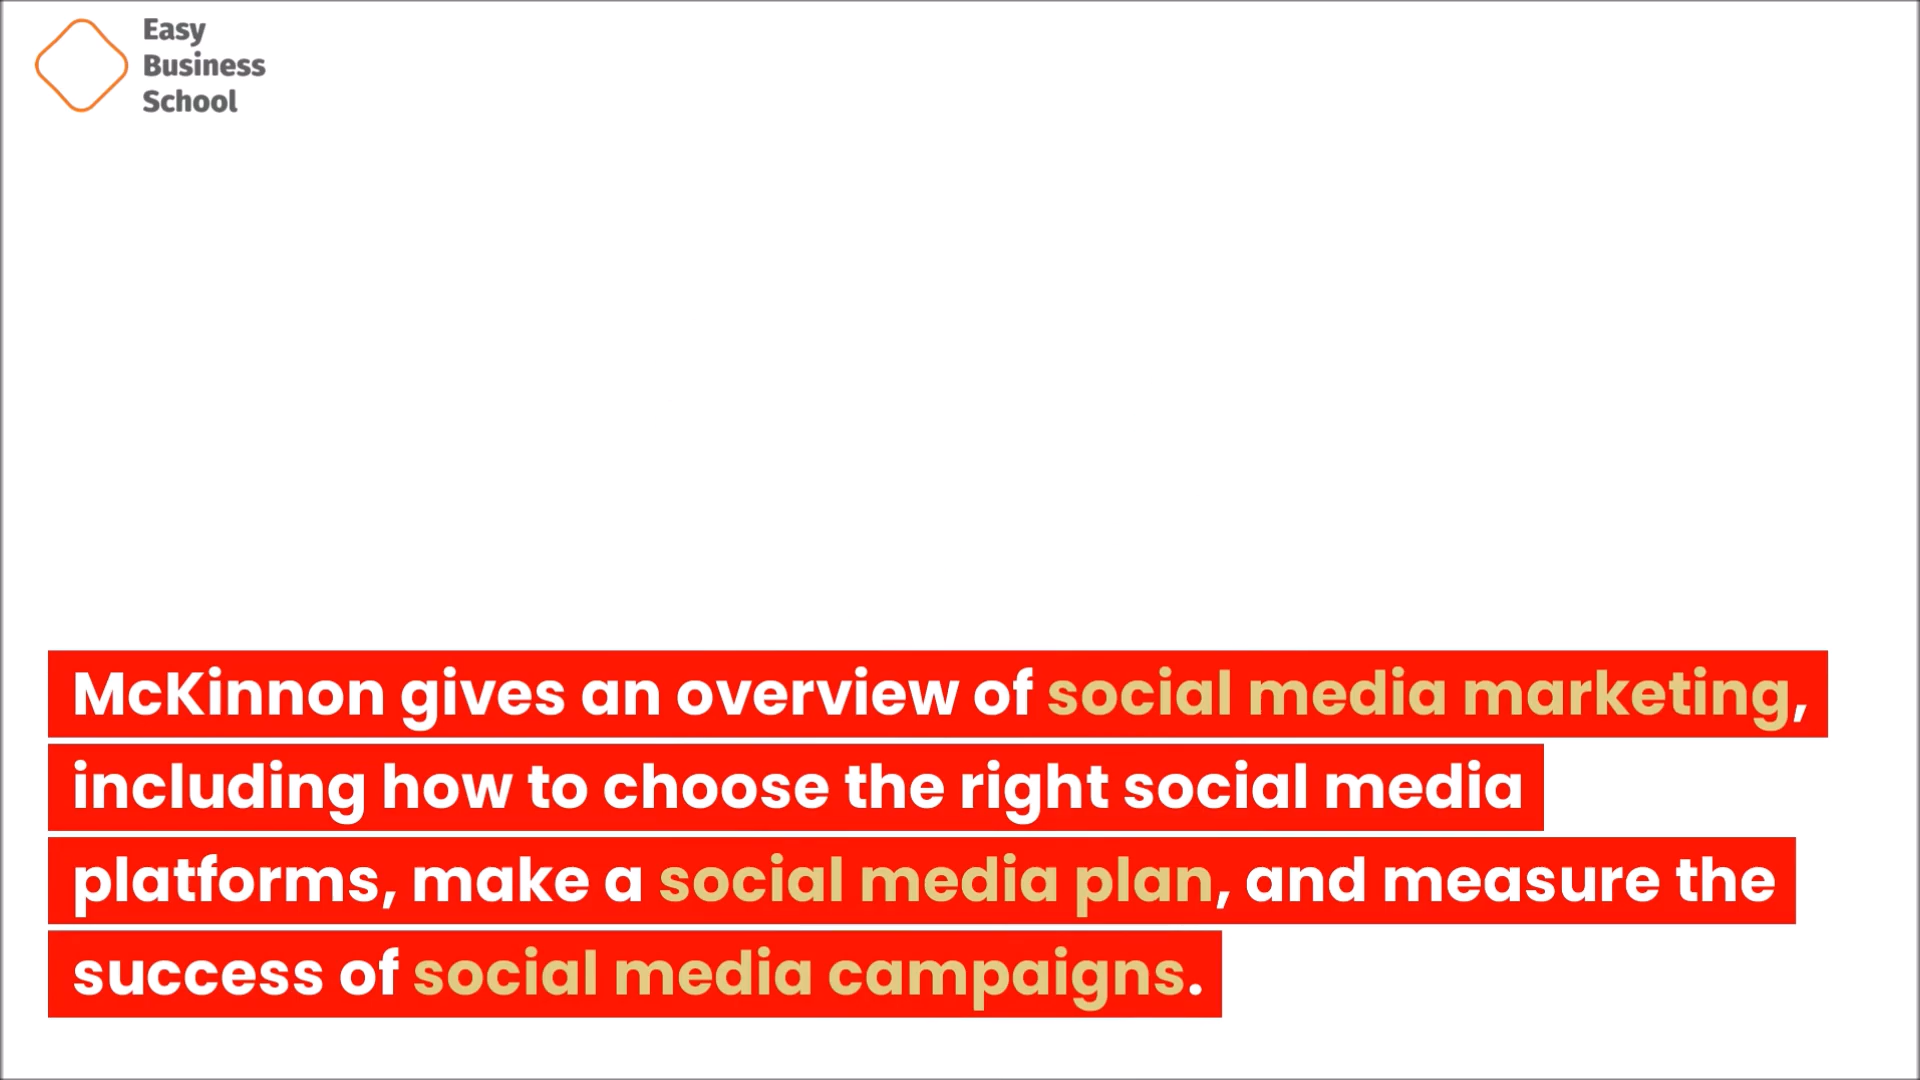 Easy
Business
School
McKinnon gives an overview of social media marketing,
including how to choose the right social media
platforms, make a social media plan, and measure the
success of social media campaigns.